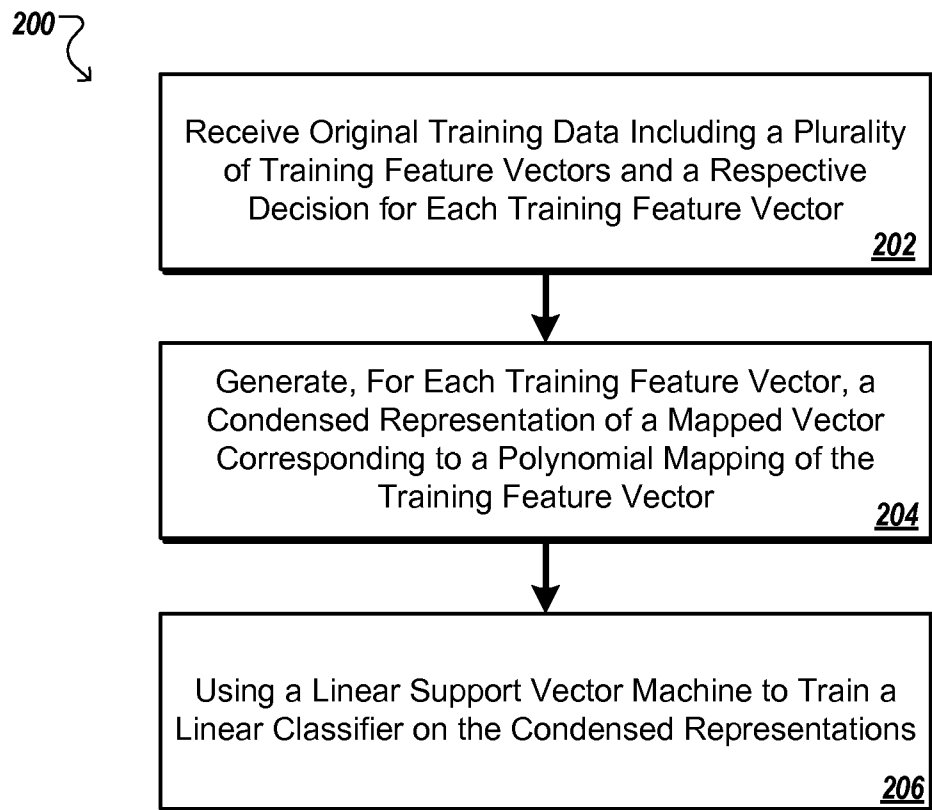 200
Receive Original Training Data Including a Plurality
of Training Feature Vectors and a Respective
Decision for Each Training Feature Vector
202
Generate, For Each Training Feature Vector, a
Condensed Representation of a Mapped Vector
Corresponding to a Polynomial Mapping of the
Training Feature Vector
204
Using a Linear Support Vector Machine to Train a
Linear Classifier on the Condensed Representations
206